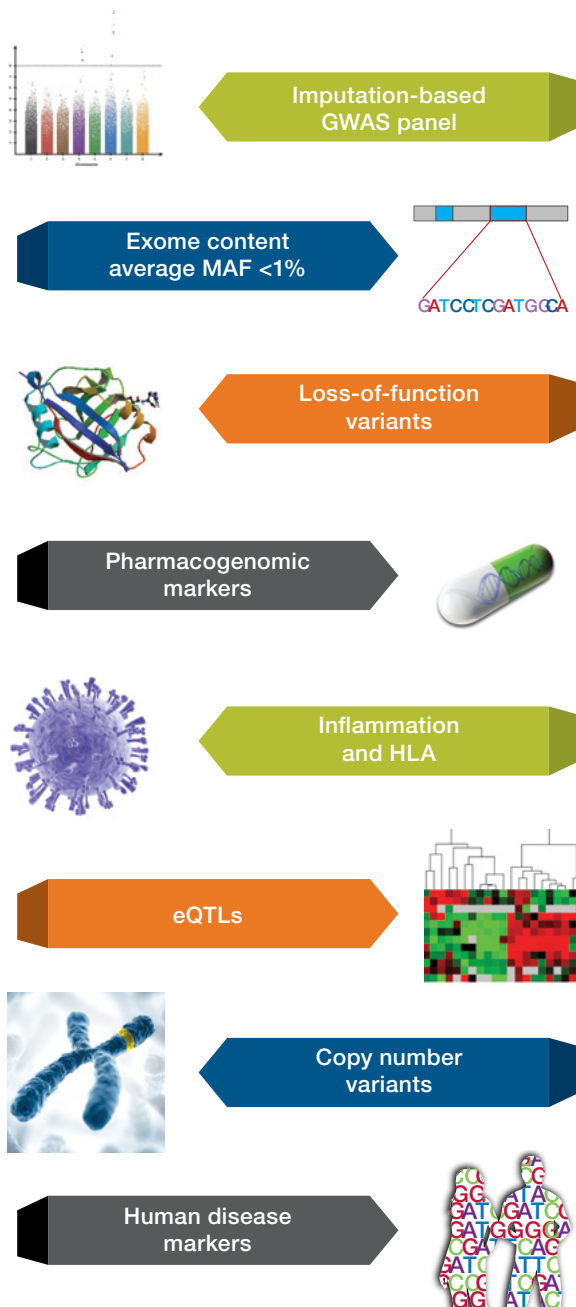 Imputation-based
GWAS panel
Exome content
average MAF <1%
GATCCTCGATGGCA
Loss-of-function
variants
Pharmacogenomic
markers
Inflammation
and HLA
eQTLs
Copy number
variants
Human disease
markers